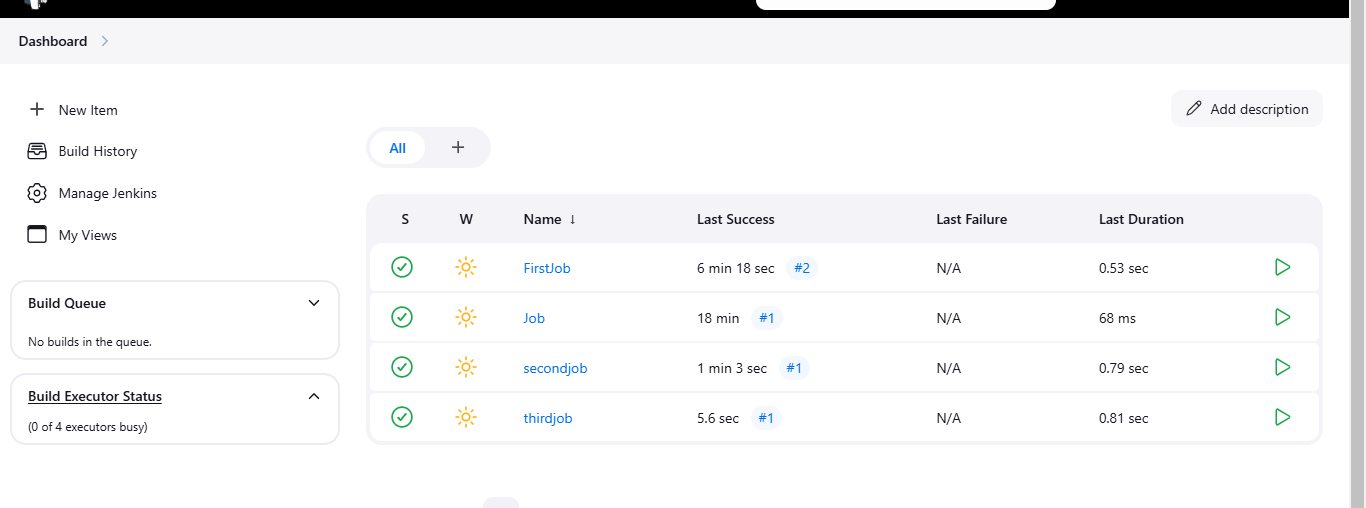 Dashboard
New Item
Build History
Manage Jenkins
My Views
Build Queue
No builds in the queue.
Build Executor Status
(0 of 4 executors busy)
Add description
All +
S W Name ↓ Last Success Last Failure Last Duration
FirstJob 6 min 18 sec #2 N/A 0.53 sec
Job 18 min #1 N/A 68 ms
secondjob 1 min 3 sec #1 N/A 0.79 sec
thirdjob 5.6 sec #1 N/A 0.81 sec